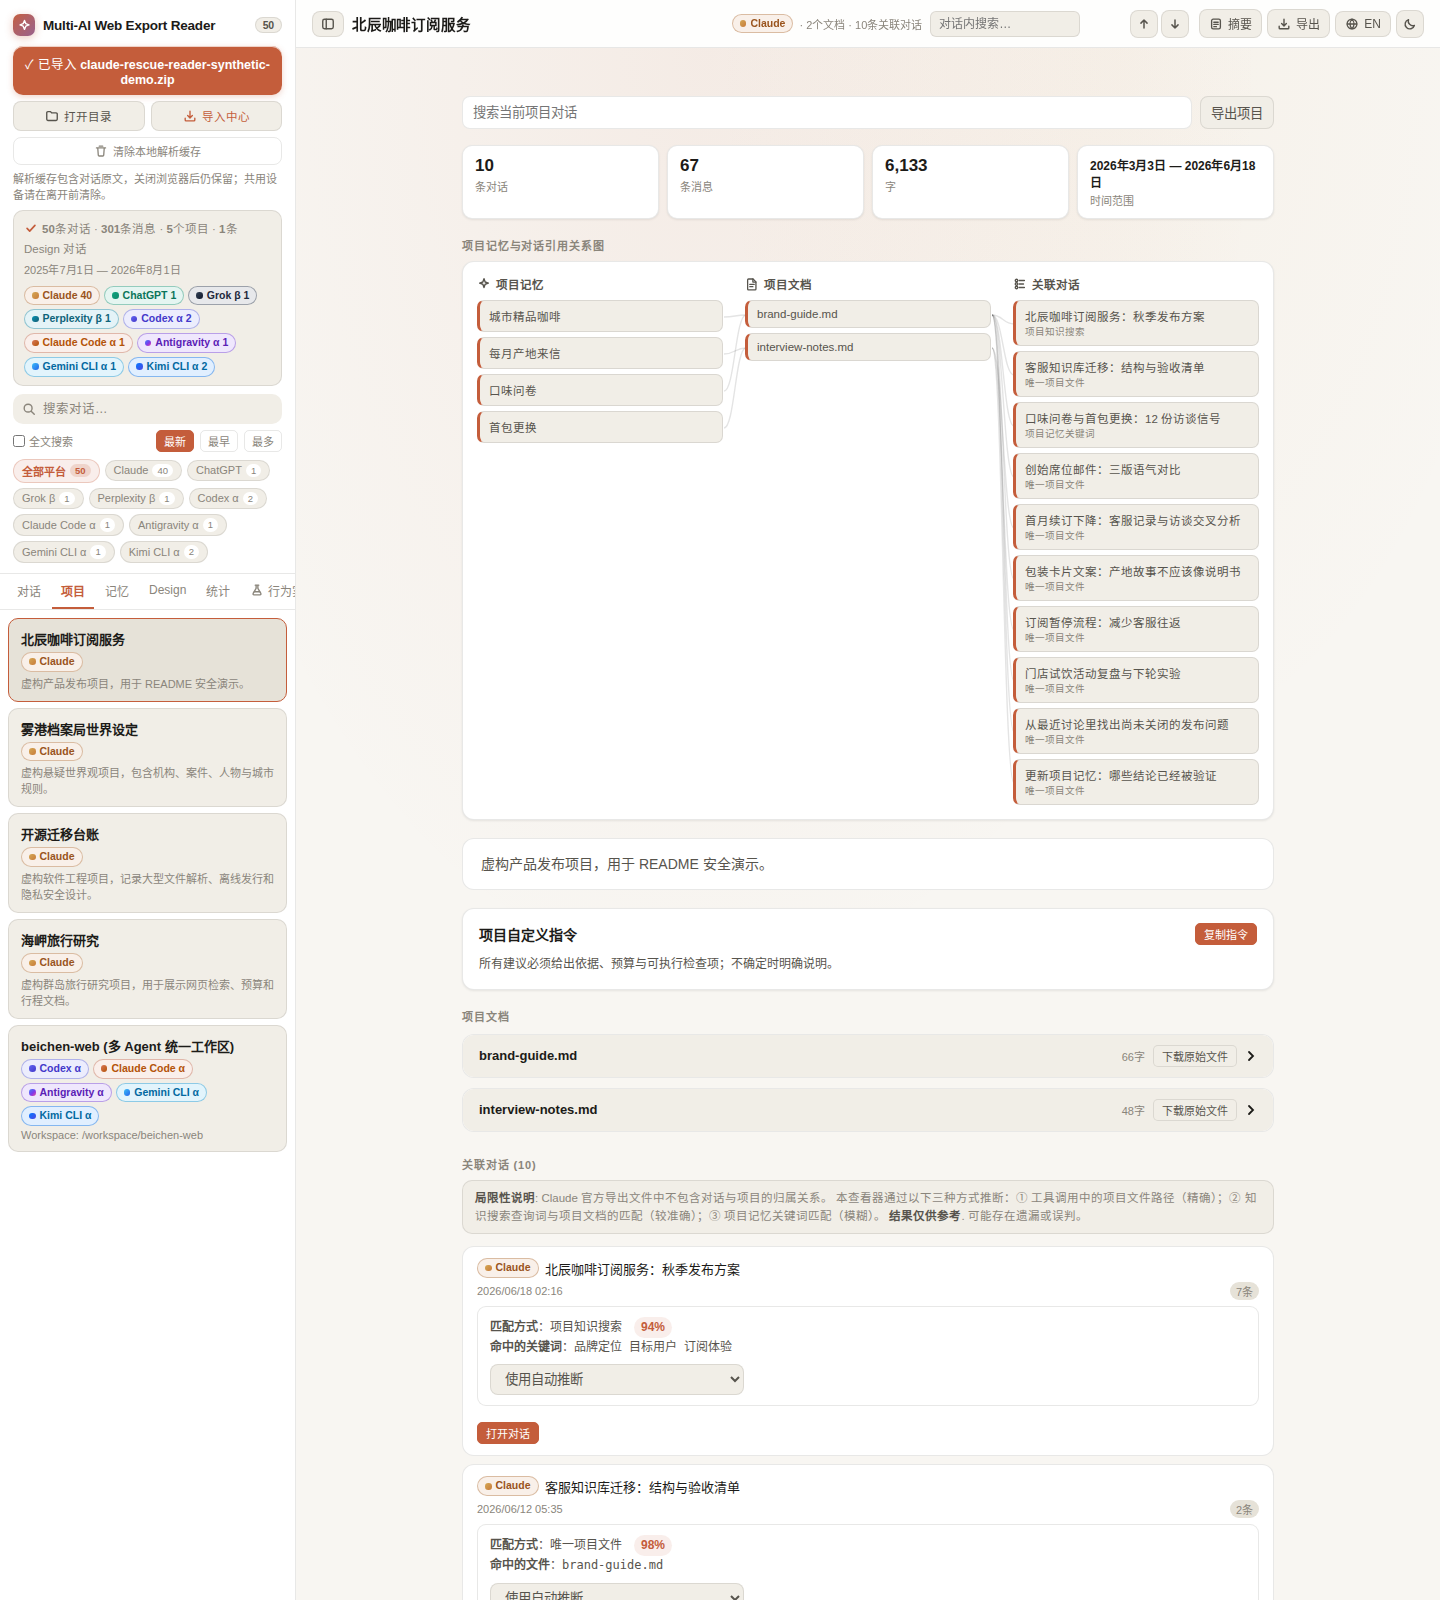 Multi-AI Web Export Reader
50
✓ 已导入 claude-rescue-reader-synthetic-
demo.zip
打开目录
导入中心
清除本地解析缓存
解析缓存包含对话原文，关闭浏览器后仍保留；共用设
备请在离开前清除。
50条对话 · 301条消息 · 5个项目 · 1条
Design 对话
2025年7月1日 — 2026年8月1日
Claude 40
ChatGPT 1
Grok β 1
Perplexity β 1
Codex α 2
Claude Code α 1
Antigravity α 1
Gemini CLI α 1
Kimi CLI α 2
搜索对话…
全文搜索
最新
最早
最多
全部平台 50
Claude 40
ChatGPT 1
Grok β 1
Perplexity β 1
Codex α 2
Claude Code α 1
Antigravity α 1
Gemini CLI α 1
Kimi CLI α 2
对话
项目
记忆
Design
统计
行为
北辰咖啡订阅服务
Claude
虚构产品发布项目，用于 README 安全演示。
雾港档案局世界设定
Claude
虚构悬疑世界观项目，包含机构、案件、人物与城市
规则。
开源迁移台账
Claude
虚构软件工程项目，记录大型文件解析、离线发行和
隐私安全设计。
海岬旅行研究
Claude
虚构群岛旅行研究项目，用于展示网页检索、预算和
行程文档。
beichen-web (多 Agent 统一工作区)
Codex α
Claude Code α
Antigravity α
Gemini CLI α
Kimi CLI α
Workspace: /workspace/beichen-web
北辰咖啡订阅服务
Claude
· 2个文档 · 10条关联对话
对话内搜索…
摘要
导出
EN
搜索当前项目对话
导出项目
10
条对话
67
条消息
6,133
字
2026年3月3日 — 2026年6月18
日
时间范围
项目记忆与对话引用关系图
项目记忆
城市精品咖啡
每月产地来信
口味问卷
首包更换
项目文档
brand-guide.md
interview-notes.md
关联对话
北辰咖啡订阅服务：秋季发布方案
项目知识搜索
客服知识库迁移：结构与验收清单
唯一项目文件
口味问卷与首包更换：12 份访谈信号
项目记忆关键词
创始席位邮件：三版语气对比
唯一项目文件
首月续订下降：客服记录与访谈交叉分析
唯一项目文件
包装卡片文案：产地故事不应该像说明书
唯一项目文件
订阅暂停流程：减少客服往返
唯一项目文件
门店试饮活动复盘与下轮实验
唯一项目文件
从最近讨论里找出尚未关闭的发布问题
唯一项目文件
更新项目记忆：哪些结论已经被验证
唯一项目文件
虚构产品发布项目，用于 README 安全演示。
项目自定义指令
复制指令
所有建议必须给出依据、预算与可执行检查项；不确定时明确说明。
项目文档
brand-guide.md
66字
下载原始文件
interview-notes.md
48字
下载原始文件
关联对话 (10)
局限性说明: Claude 官方导出文件中不包含对话与项目的归属关系。 本查看器通过以下三种方式推断：① 工具调用中的项目文件路径（精确）；② 知
识搜索查询词与项目文档的匹配（较准确）；③ 项目记忆关键词匹配（模糊）。 结果仅供参考. 可能存在遗漏或误判。
Claude
北辰咖啡订阅服务：秋季发布方案
2026/06/18 02:16
7条
匹配方式：项目知识搜索 94%
命中的关键词：品牌定位 目标用户 订阅体验
使用自动推断
打开对话
Claude
客服知识库迁移：结构与验收清单
2026/06/12 05:35
2条
匹配方式：唯一项目文件 98%
命中的文件：brand-guide.md
使用自动推断